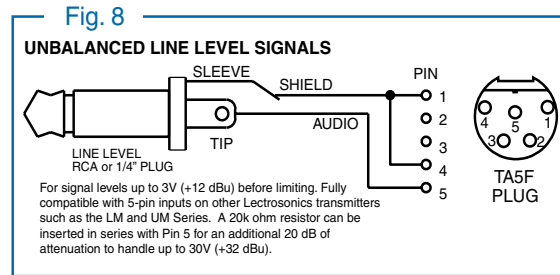 Fig. 8
UNBALANCED LINE LEVEL SIGNALS
SLEEVE
SHIELD
PIN
1
2
3
4
5
AUDIO
TIP
LINE LEVEL
RCA or 1/4" PLUG
4
5
1
3
2
TA5F
PLUG
For signal levels up to 3V (+12 dBu) before limiting. Fully
compatible with 5-pin inputs on other Lectrosonics transmitters
such as the LM and UM Series. A 20k ohm resistor can be
inserted in series with Pin 5 for an additional 20 dB of
attenuation to handle up to 30V (+32 dBu).